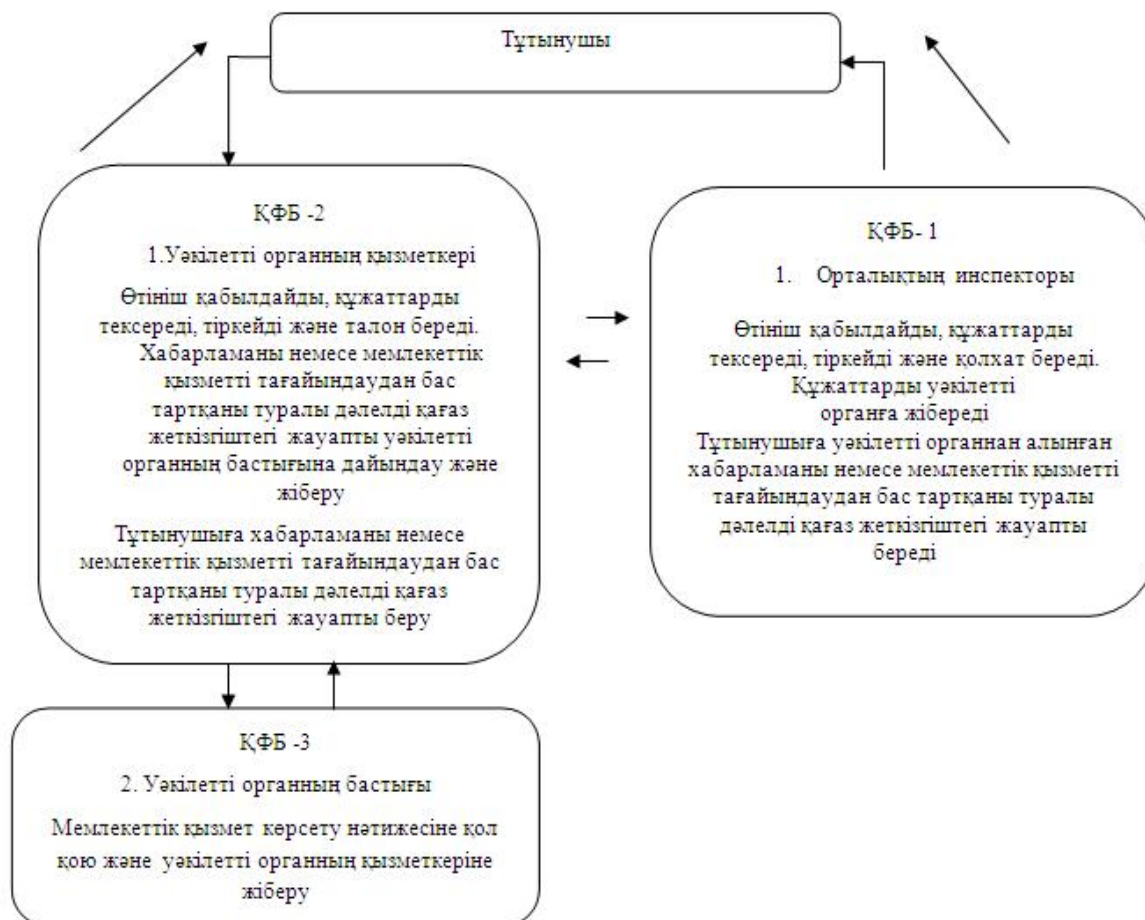 Тұтынушы
ҚФБ -2
1.Уәкілетті органның қызметкері
Өтініш қабылдайды, құжаттарды
тексереді, тіркейді және талон береді.
Хабарламаны немесе мемлекеттік
қызметті тағайындаудан бас
тартқаны туралы дәлелді қағаз
жеткізгіштегі жауапты уәкілетті
органның бастығына дайындау және
жіберу
Тұтынушыға хабарламаны немесе
мемлекеттік қызметті тағайындаудан бас
тартқаны туралы дәлелді қағаз
жеткізгіштегі жауапты беру
ҚФБ- 1
1. Орталықтың инспекторы
Өтініш қабылдайды, құжаттарды
тексереді, тіркейді және қолхат береді.
Құжаттарды уәкілетті
органға жібереді
Тұтынушыға уәкілетті органнан алынған
хабарламаны немесе мемлекеттік қызметті
тағайындаудан бас тартқаны туралы
дәлелді қағаз жеткізгіштегі жауапты
береді
ҚФБ -3
2. Уәкілетті органның бастығы
Мемлекеттік қызмет көрсету нәтижесіне қол
қою және уәкілетті органның қызметкеріне
жіберу